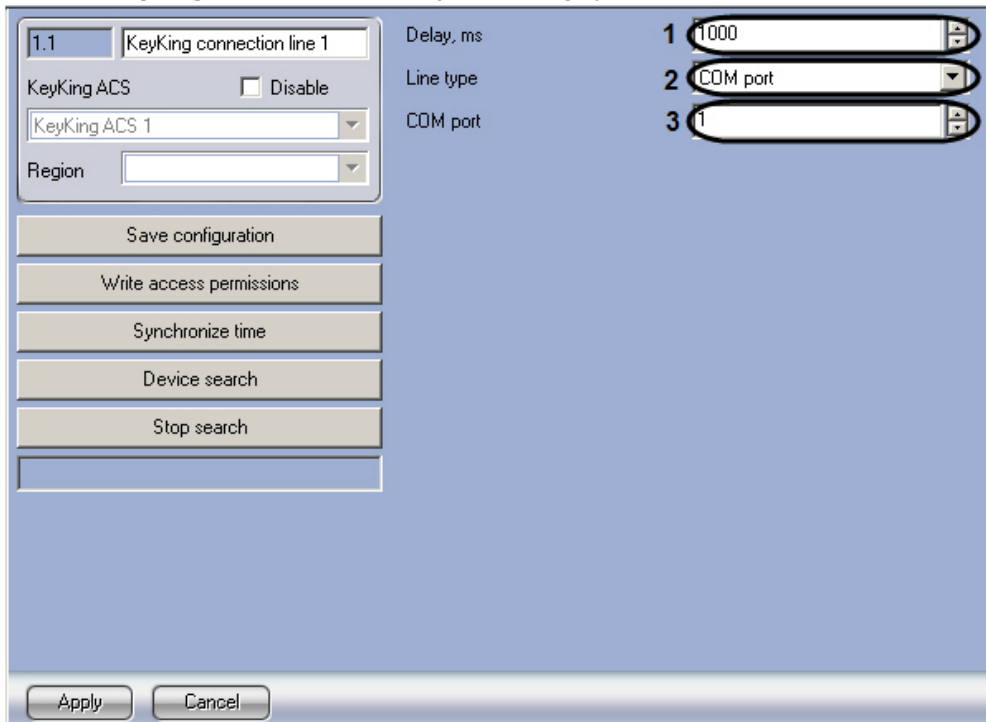 1.1 KeyKing connection line 1
KeyKing ACS Disable
KeyKing ACS 1
Region
Save configuration
Write access permissions
Synchronize time
Device search
Stop search
Delay, ms 1 1000
Line type 2 COM port
COM port 3 1
Apply Cancel